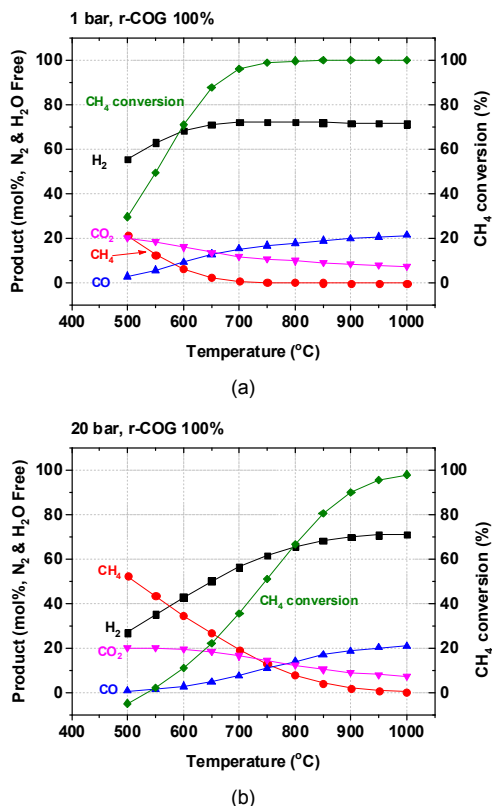 1 bar, r-COG 100%
Product (mol%, N2 & H2O Free)
CH4 conversion (%)
100
80
60
40
20
0
100
80
60
40
20
0
CH4 conversion
H2
CO2
CH4
CO
400 500 600 700 800 900 1000
Temperature (oC)
(a)
20 bar, r-COG 100%
Product (mol%, N2 & H2O Free)
CH4 conversion (%)
100
80
60
40
20
0
100
80
60
40
20
0
CH4
CH4 conversion
H2
CO2
CO
400 500 600 700 800 900 1000
Temperature (oC)
(b)